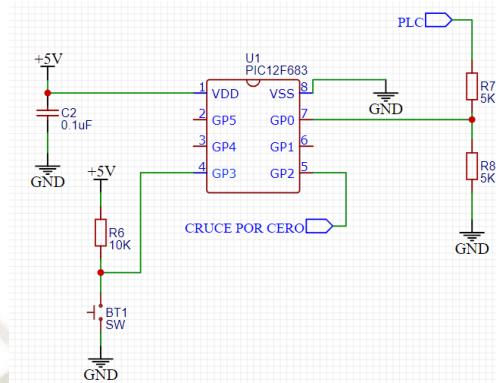 PLC
+5V
U1
PIC12F683
1 VDD VSS 8
2 GP5 GP0 7
3 GP4 GP1 6
4 GP3 GP2 5
C2
0.1uF
GND
GND
R7
5K
R8
5K
GND
+5V
R6
10K
CRUCE POR CERO
BT1
SW
GND